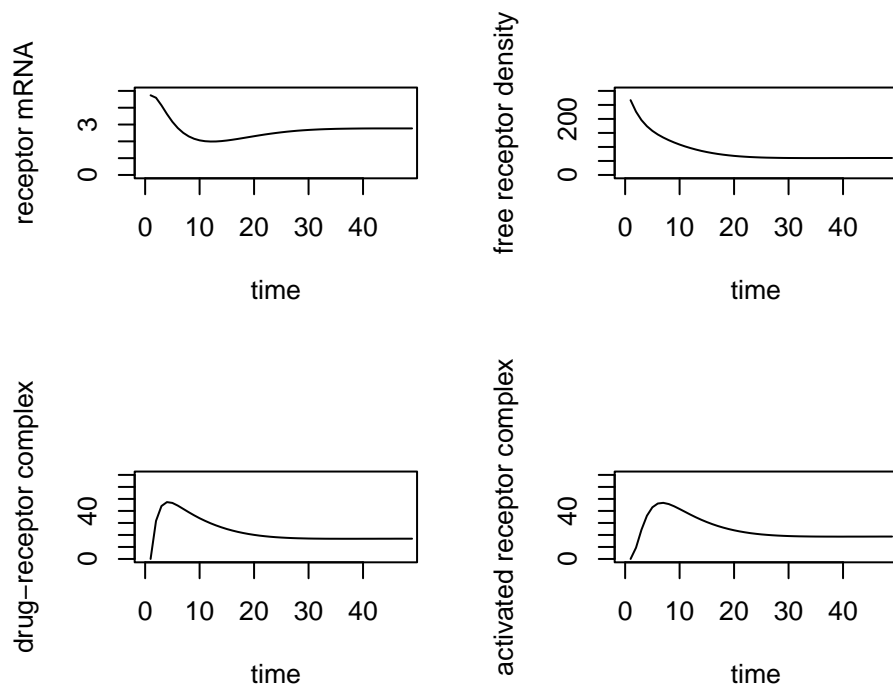 receptor mRNA
0 3
0 10 20 30 40
time
free receptor density
0 200
0 10 20 30 40
time
drug−receptor complex
0 40
0 10 20 30 40
time
activated receptor complex
0 40
0 10 20 30 40
time